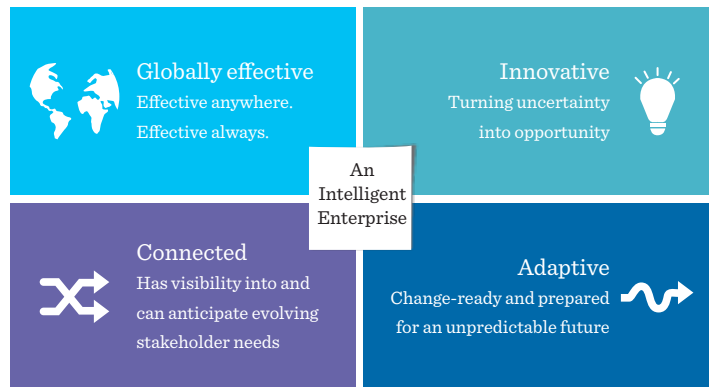 Globally effective
Effective anywhere.
Effective always.
Innovative
Turning uncertainty
into opportunity
An
Intelligent
Enterprise
Connected
Has visibility into and
can anticipate evolving
stakeholder needs
Adaptive
Change-ready and prepared
for an unpredictable future